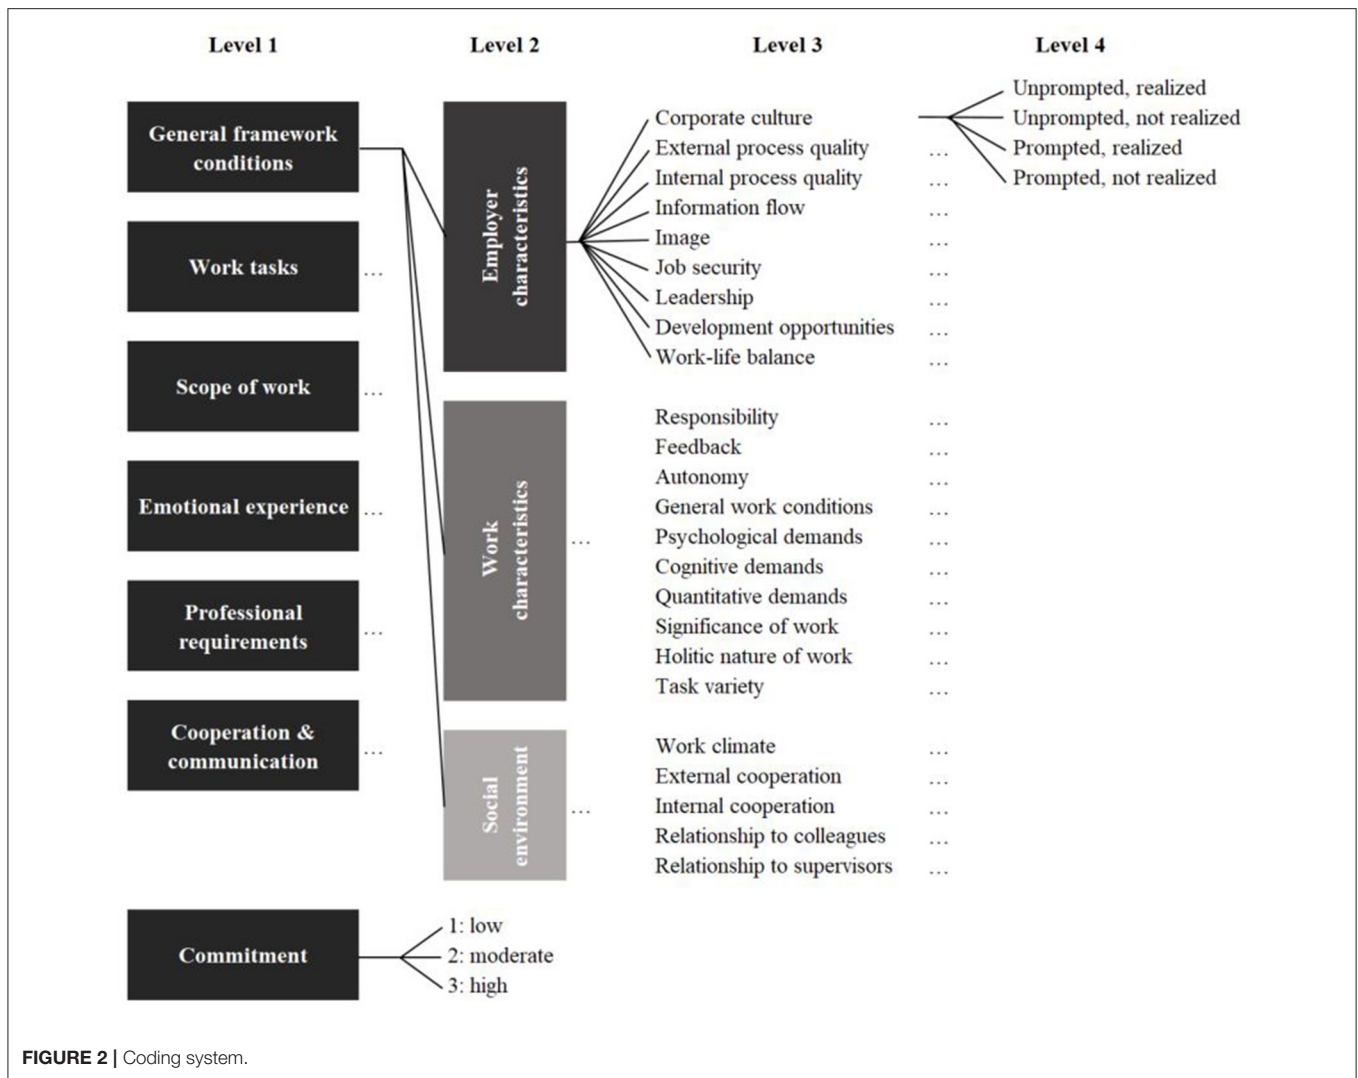 Level 1
Level 2
Level 3
Level 4
General framework
conditions
Work tasks
…
Scope of work
…
Emotional experience
…
Professional
requirements
…
Cooperation &
communication
…
Employer
characteristics
Work
characteristics
…
Social
environment
…
Corporate culture
External process quality
…
Internal process quality
…
Information flow
…
Image
…
Job security
…
Leadership
…
Development opportunities
…
Work-life balance
…
Responsibility
…
Feedback
…
Autonomy
…
General work conditions
…
Psychological demands
…
Cognitive demands
…
Quantitative demands
…
Significance of work
…
Holitic nature of work
…
Task variety
…
Work climate
…
External cooperation
…
Internal cooperation
…
Relationship to colleagues
…
Relationship to supervisors
…
Unprompted, realized
Unprompted, not realized
Prompted, realized
Prompted, not realized
Commitment
1: low
2: moderate
3: high
FIGURE 2 | Coding system.